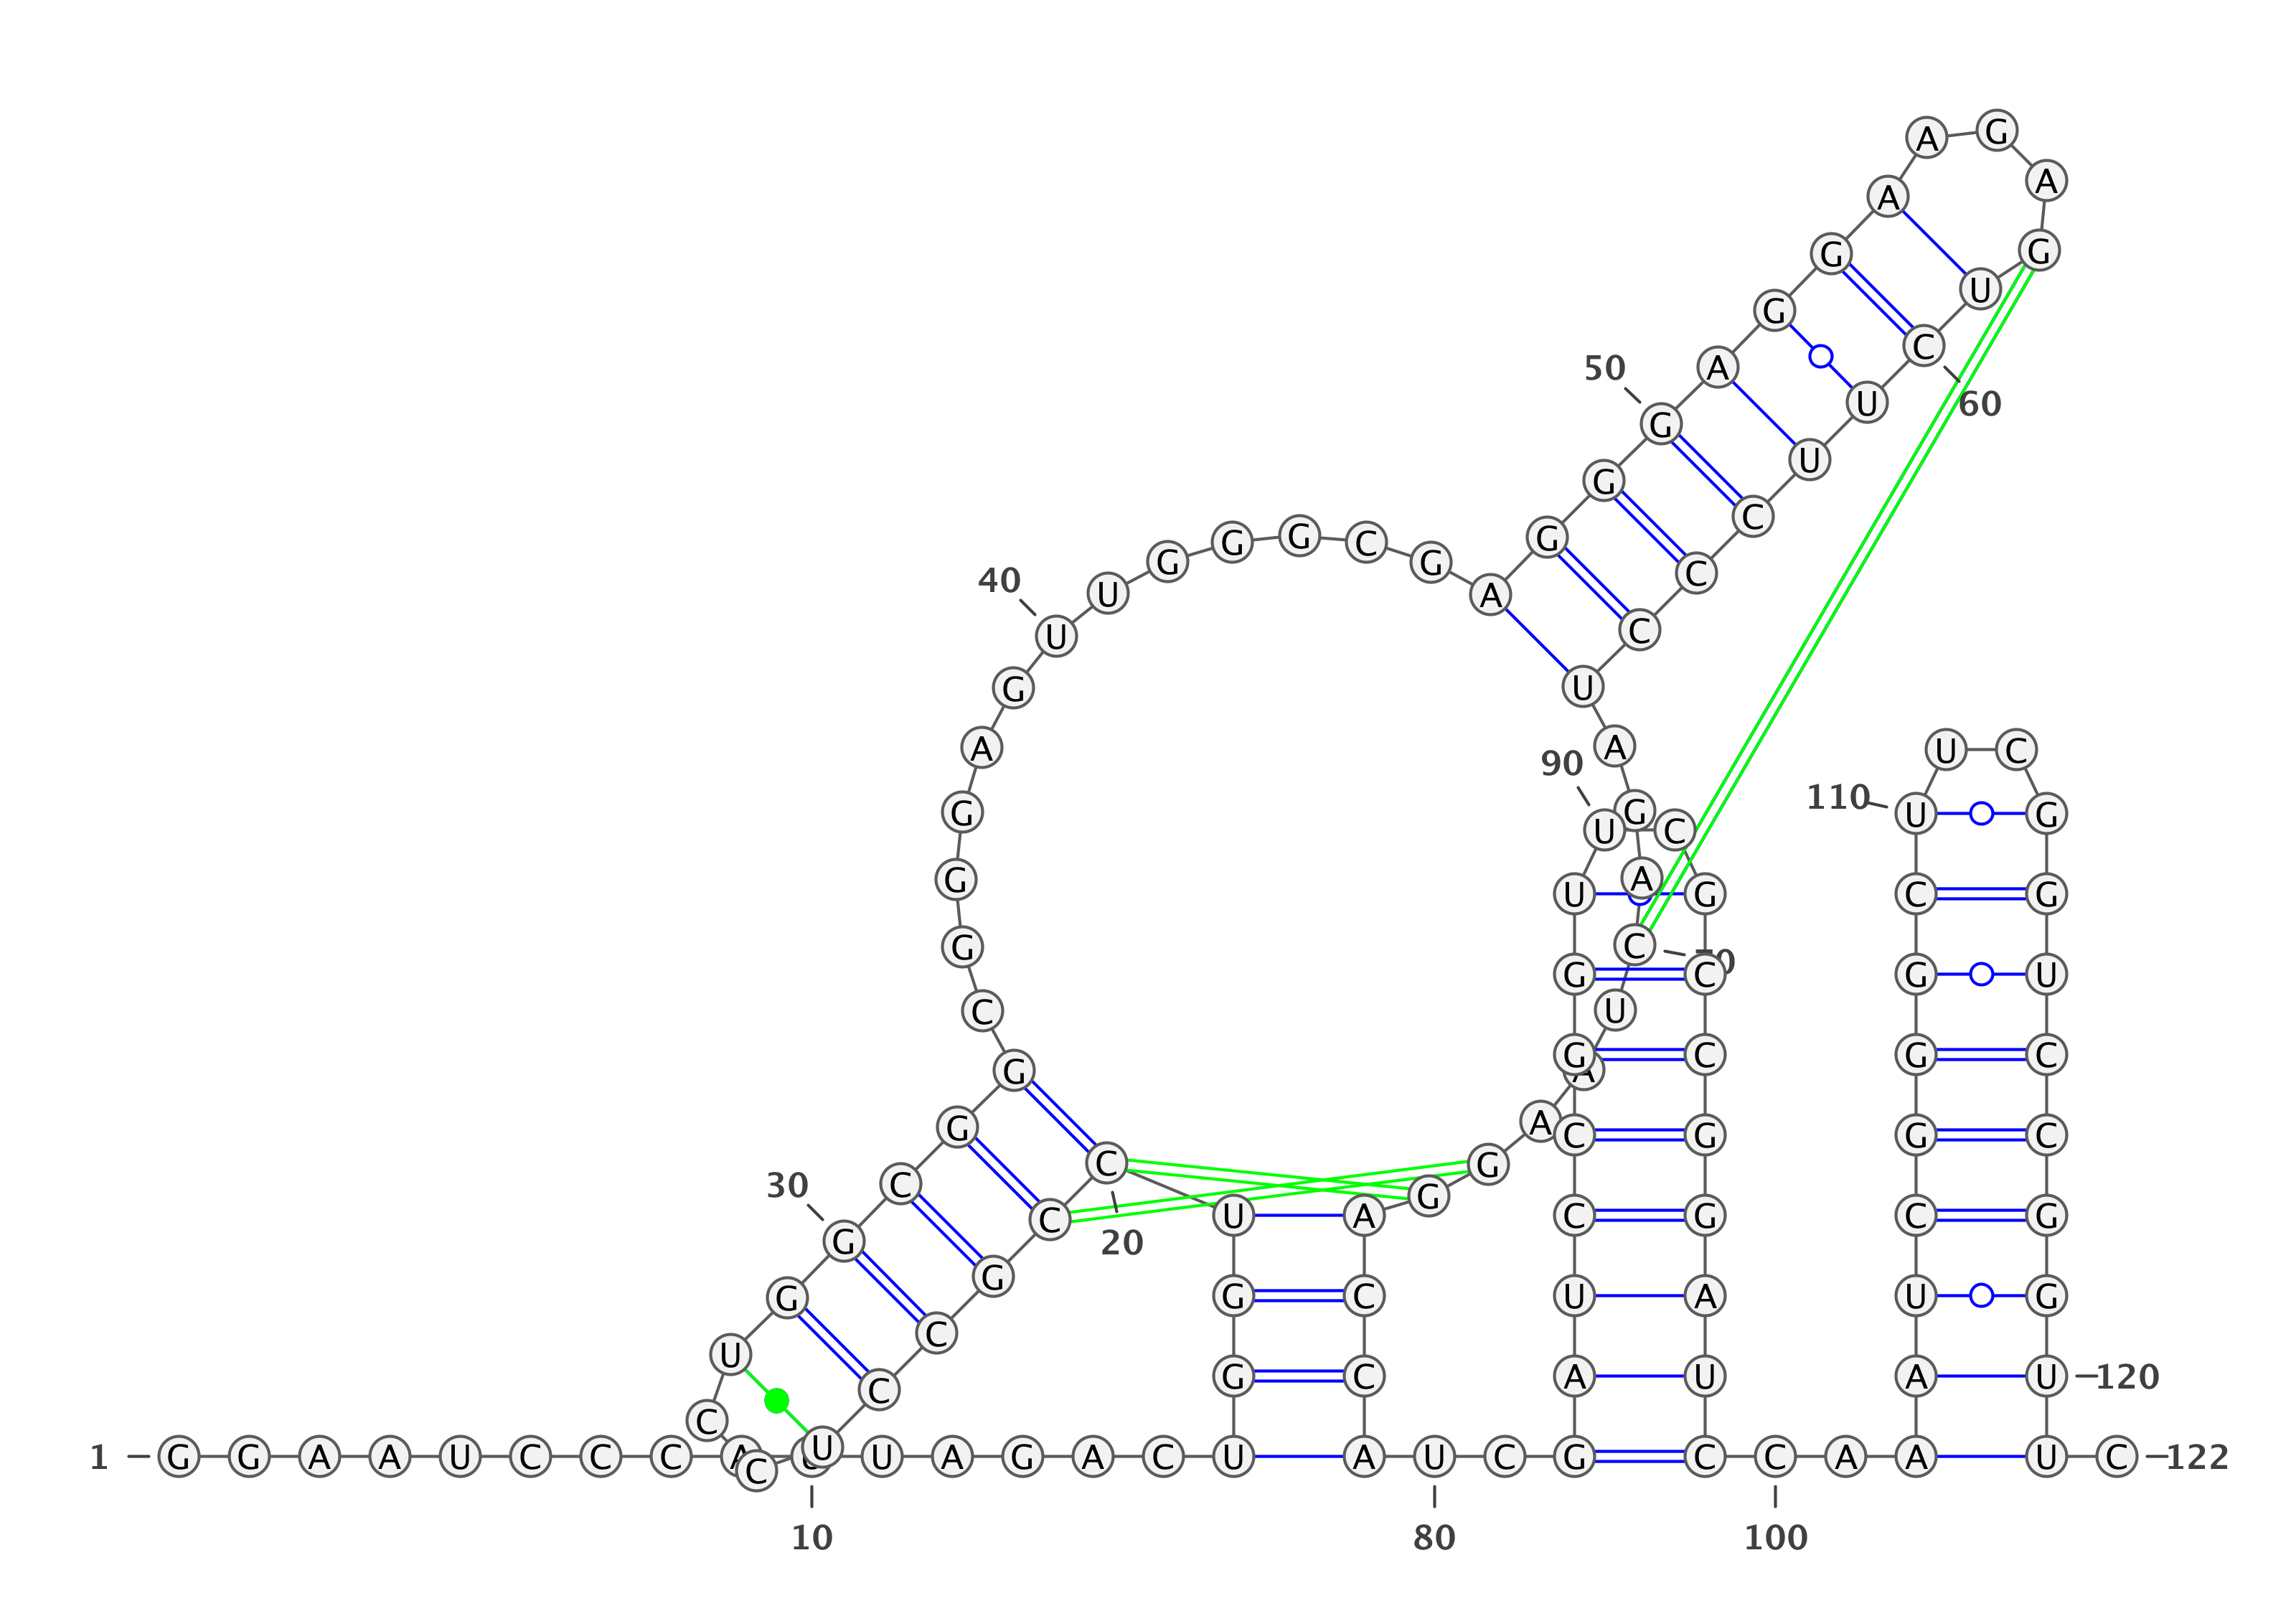 A G
A A
G G
G U
50 A C
G U 60
G U
G C
U G G G C G A C
40 U C
G U
A A U C
90 110
G U G C U G
G U A G C G
G C
G C G U
C U
G G A C G C
G A C G G C
30 C C G G
G C U A C G C G
20
G G G C U A U G
U C
C G C A U A U 120
C
1 G G A A U C C C A C U U A G A C U A U C G C C A A U C 122
10 80 100